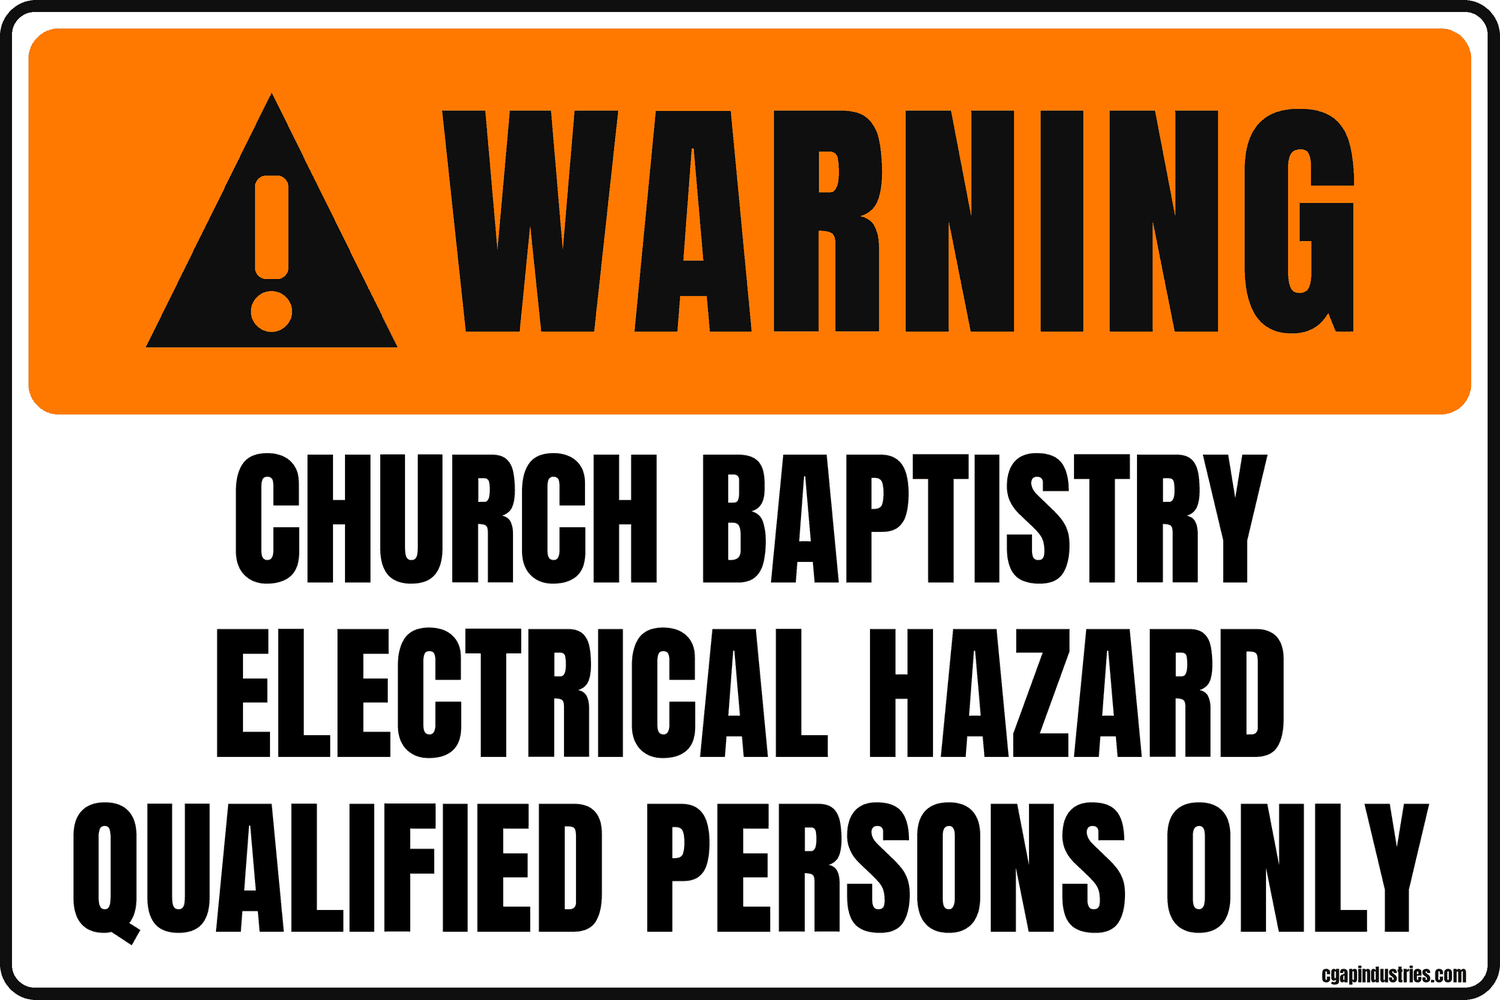 WARNING
CHURCH BAPTISTRY
ELECTRICAL HAZARD
QUALIFIED PERSONS ONLY
cgapindustries.com